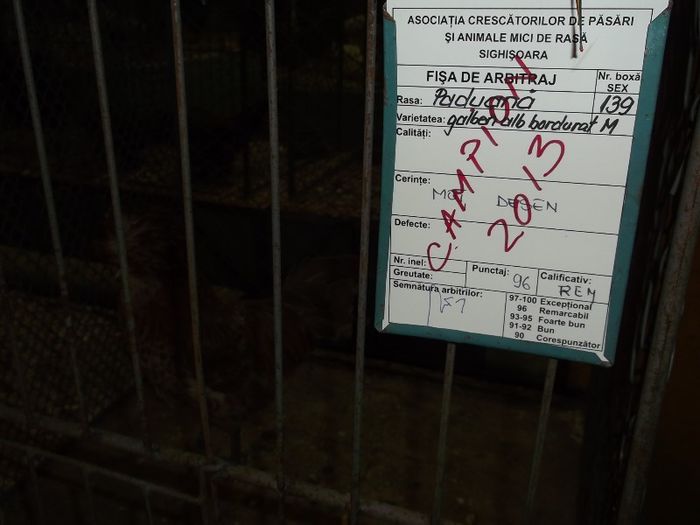 ASOCIAȚIA CRESCĂTORILOR DE PĂSĂRI
ȘI ANIMALE MICI DE RASĂ
SIGHIȘOARA
FIȘA DE ARBITRAJ
Nr. boxă
SEX
Rasa: Paduană
139
Varietatea: galben alb bordurat M
Calități:
CAMPION
2013
Cerințe:
MOȚ DESEN
Defecte:
Nr. inel:
Greutate:
Punctaj: 96
Calificativ:
REM
Semnătura arbitrilor:
97-100 Excepțional
96 Remarcabil
93-95 Foarte bun
91-92 Bun
90 Corespunzător